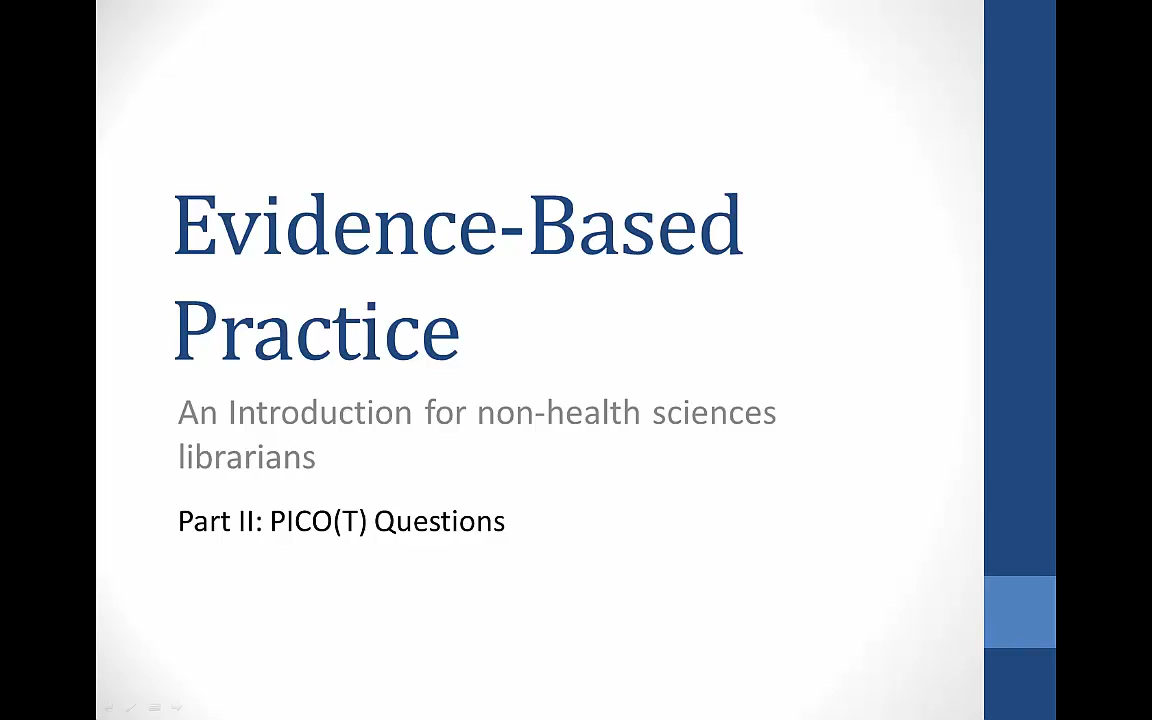 Evidence-Based
Practice
An Introduction for non-health sciences
librarians
Part II: PICO(T) Questions